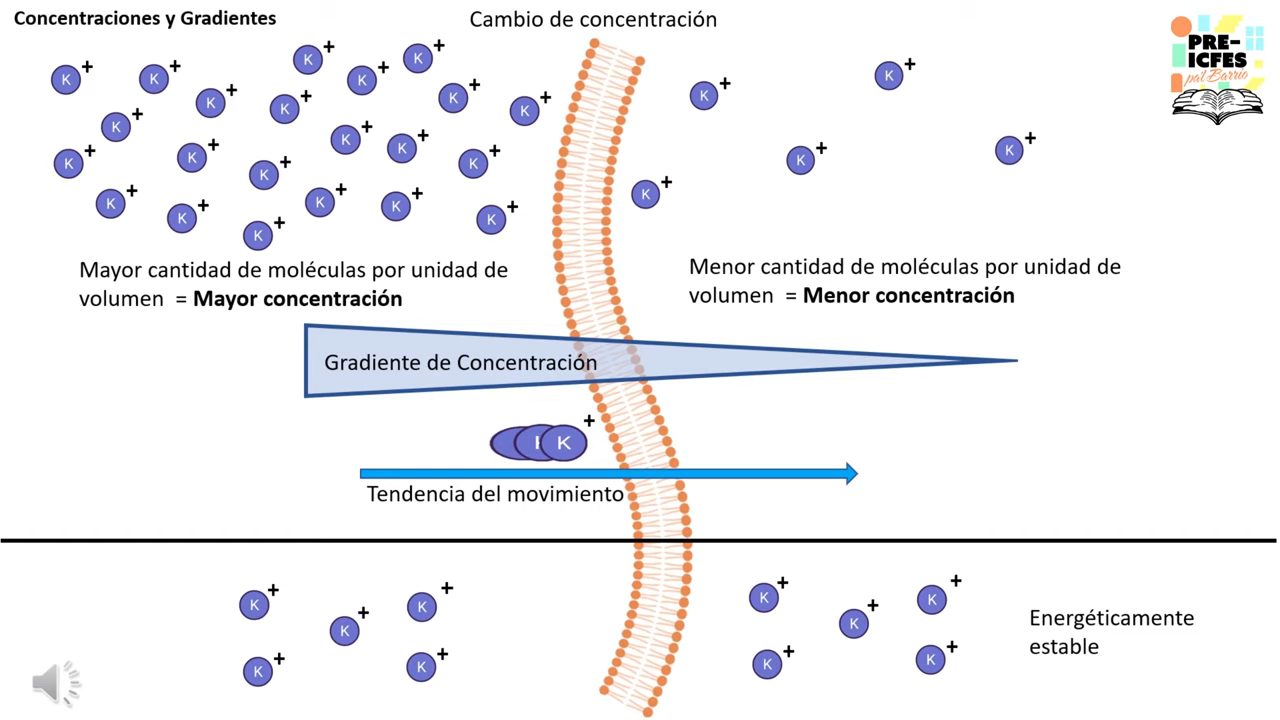 Concentraciones y Gradientes
Cambio de concentración
PRE-
ICFES
pa'l Barrio
K+ K+ K+ K+ K+ K+ K+ K+ K+ K+ K+ K+ K+ K+ K+ K+ K+ K+ K+ K+ K+ K+
K+ K+ K+ K+ K+
Mayor cantidad de moléculas por unidad de
volumen = Mayor concentración
Menor cantidad de moléculas por unidad de
volumen = Menor concentración
Gradiente de Concentración
K+
Tendencia del movimiento
K+ K+ K+ K+ K+
K+ K+ K+ K+ K+
Energéticamente
estable